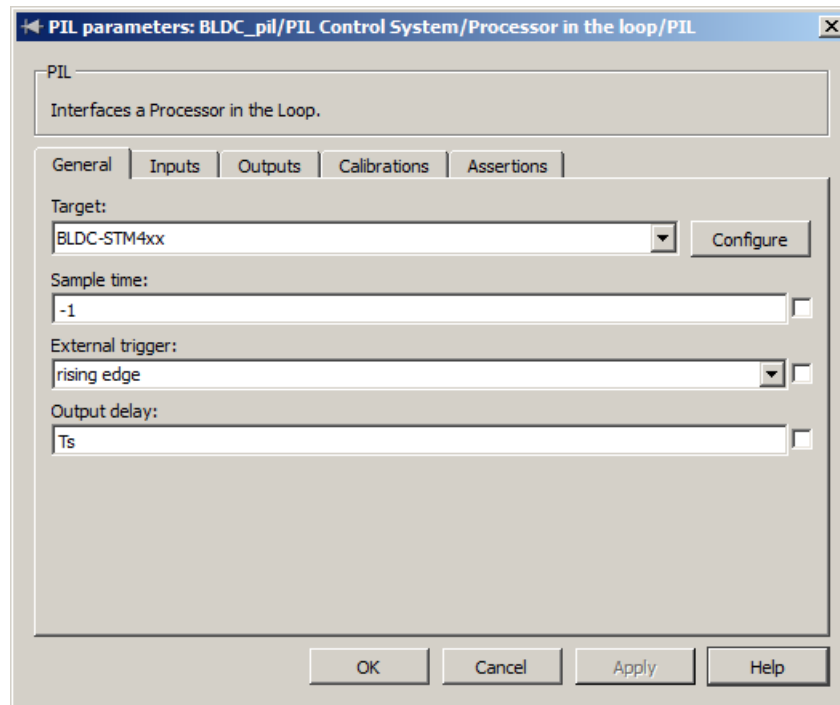 PIL parameters: BLDC_pil/PIL Control System/Processor in the loop/PIL
PIL
Interfaces a Processor in the Loop.
General Inputs Outputs Calibrations Assertions
Target:
BLDC-STM4xx Configure
Sample time:
-1
External trigger:
rising edge
Output delay:
Ts
OK Cancel Apply Help